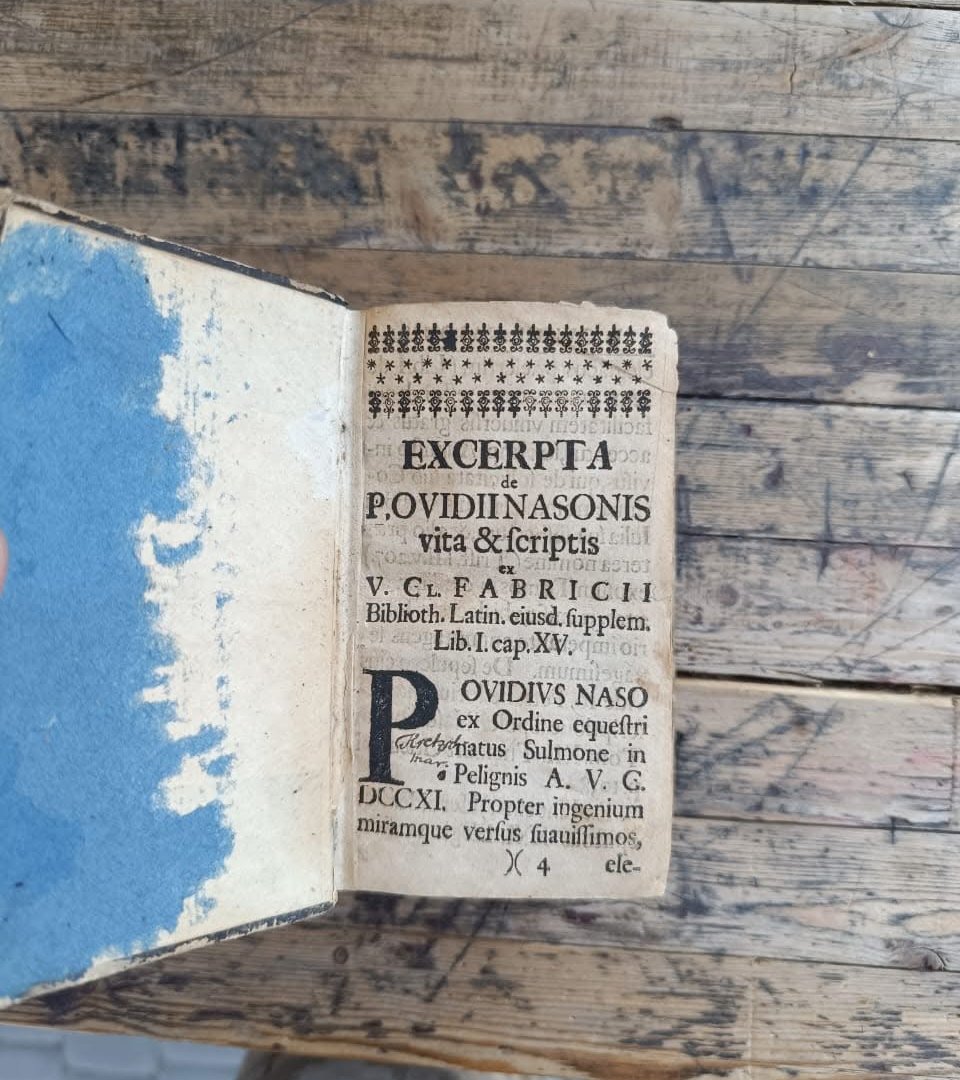 EXCERPTA
de
P. OVIDII NASONIS
vita & ſcriptis
ex
V. CL. FABRICII
Biblioth. Latin. eiusd. ſupplem.
Lib. I. cap. XV.
P OVIDIVS NASO
ex Ordine equeſtri
natus Sulmone in
Pelignis A. V. C.
DCCXI. Propter ingenium
miramque verſus ſuauiſſimos,
)( 4 ele-